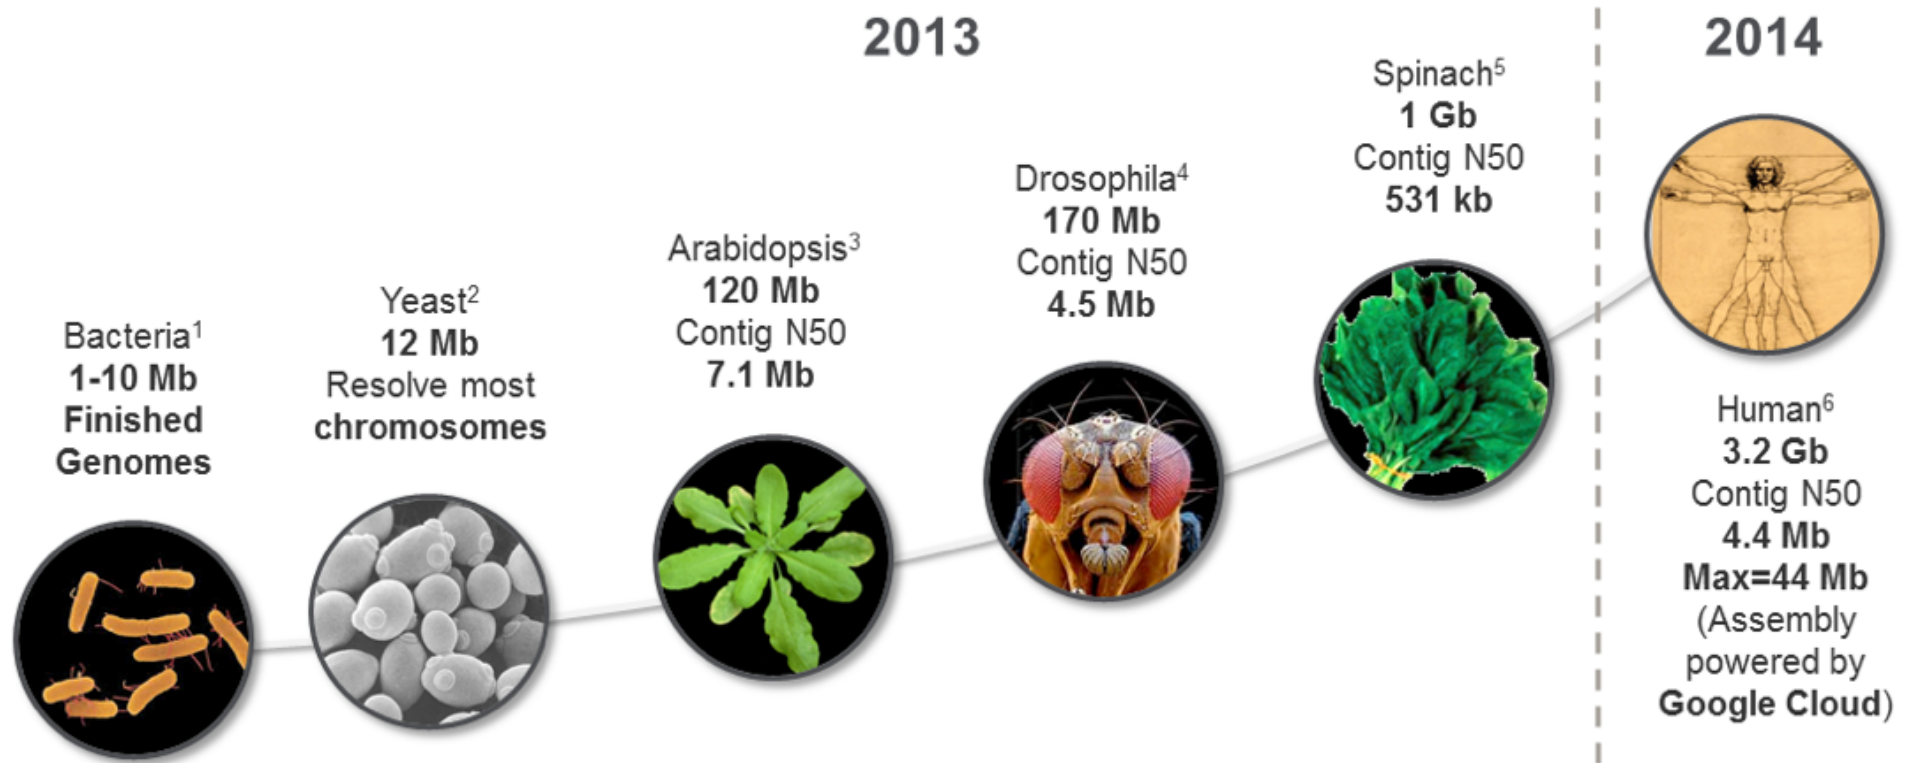 2013
2014
Bacteria¹
1-10 Mb
Finished
Genomes
Yeast²
12 Mb
Resolve most
chromosomes
Arabidopsis³
120 Mb
Contig N50
7.1 Mb
Drosophila⁴
170 Mb
Contig N50
4.5 Mb
Spinach⁵
1 Gb
Contig N50
531 kb
Human⁶
3.2 Gb
Contig N50
4.4 Mb
Max=44 Mb
(Assembly
powered by
Google Cloud)